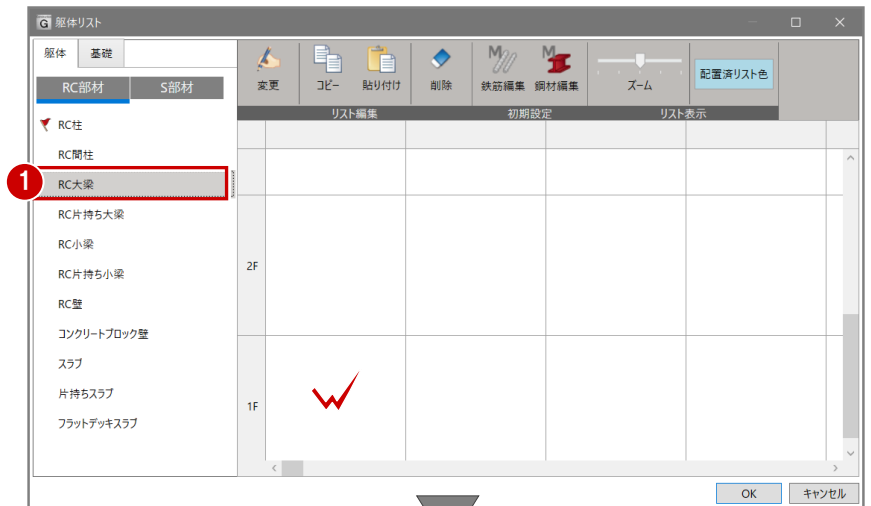 G 躯体リスト
躯体 基礎
RC部材 S部材
変更 コピー 貼り付け 削除 鉄筋編集 鋼材編集 ズーム 配置済リスト色
リスト編集 初期設定 リスト表示
RC柱
RC間柱
1 RC大梁
RC片持ち大梁
RC小梁
RC片持ち小梁
RC壁
コンクリートブロック壁
スラブ
片持ちスラブ
フラットデッキスラブ
2F
1F
OK キャンセル